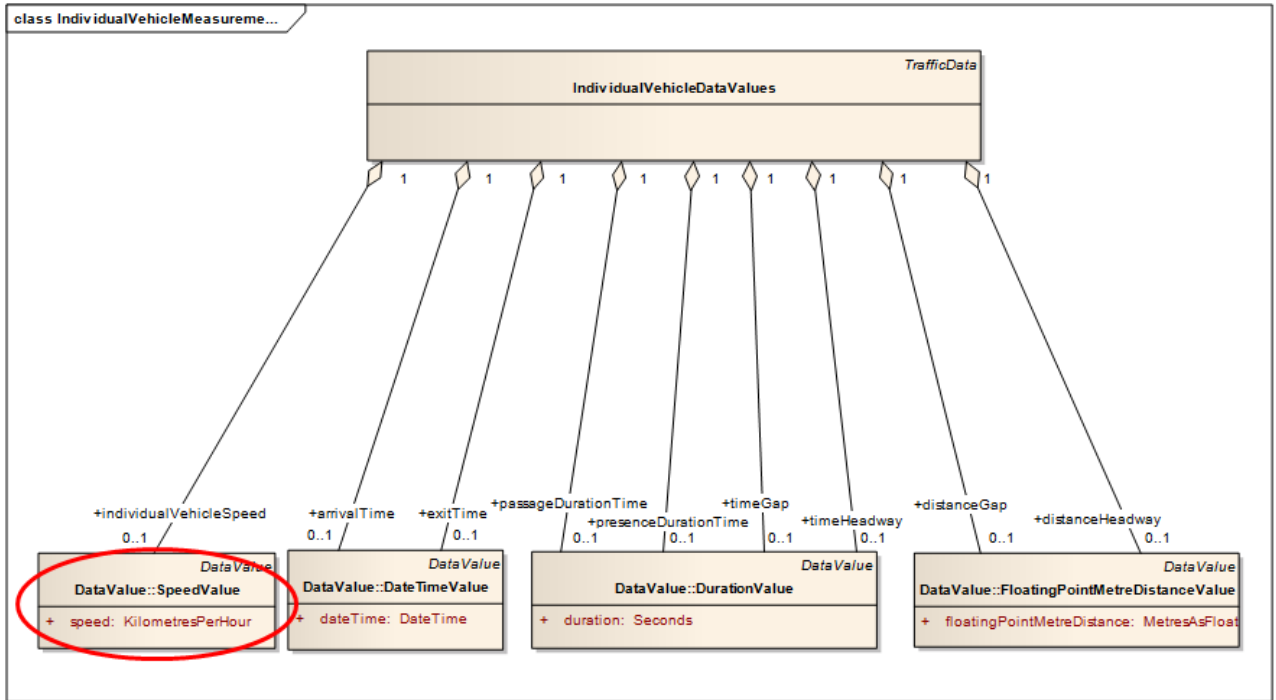 class IndividualVehicleMeasureme...
TrafficData
IndividualVehicleDataValues
1 1 1 1 1 1 1 1 1
+individualVehicleSpeed
0..1
+arrivalTime
0..1
+exitTime
0..1
+passageDurationTime
0..1
+presenceDurationTime
0..1
+timeGap
0..1
+timeHeadway
0..1
+distanceGap
0..1
+distanceHeadway
0..1
DataValue
DataValue::SpeedValue
+ speed: KilometresPerHour
DataValue
DataValue::DateTimeValue
+ dateTime: DateTime
DataValue
DataValue::DurationValue
+ duration: Seconds
DataValue
DataValue::FloatingPointMetreDistanceValue
+ floatingPointMetreDistance: MetresAsFloat